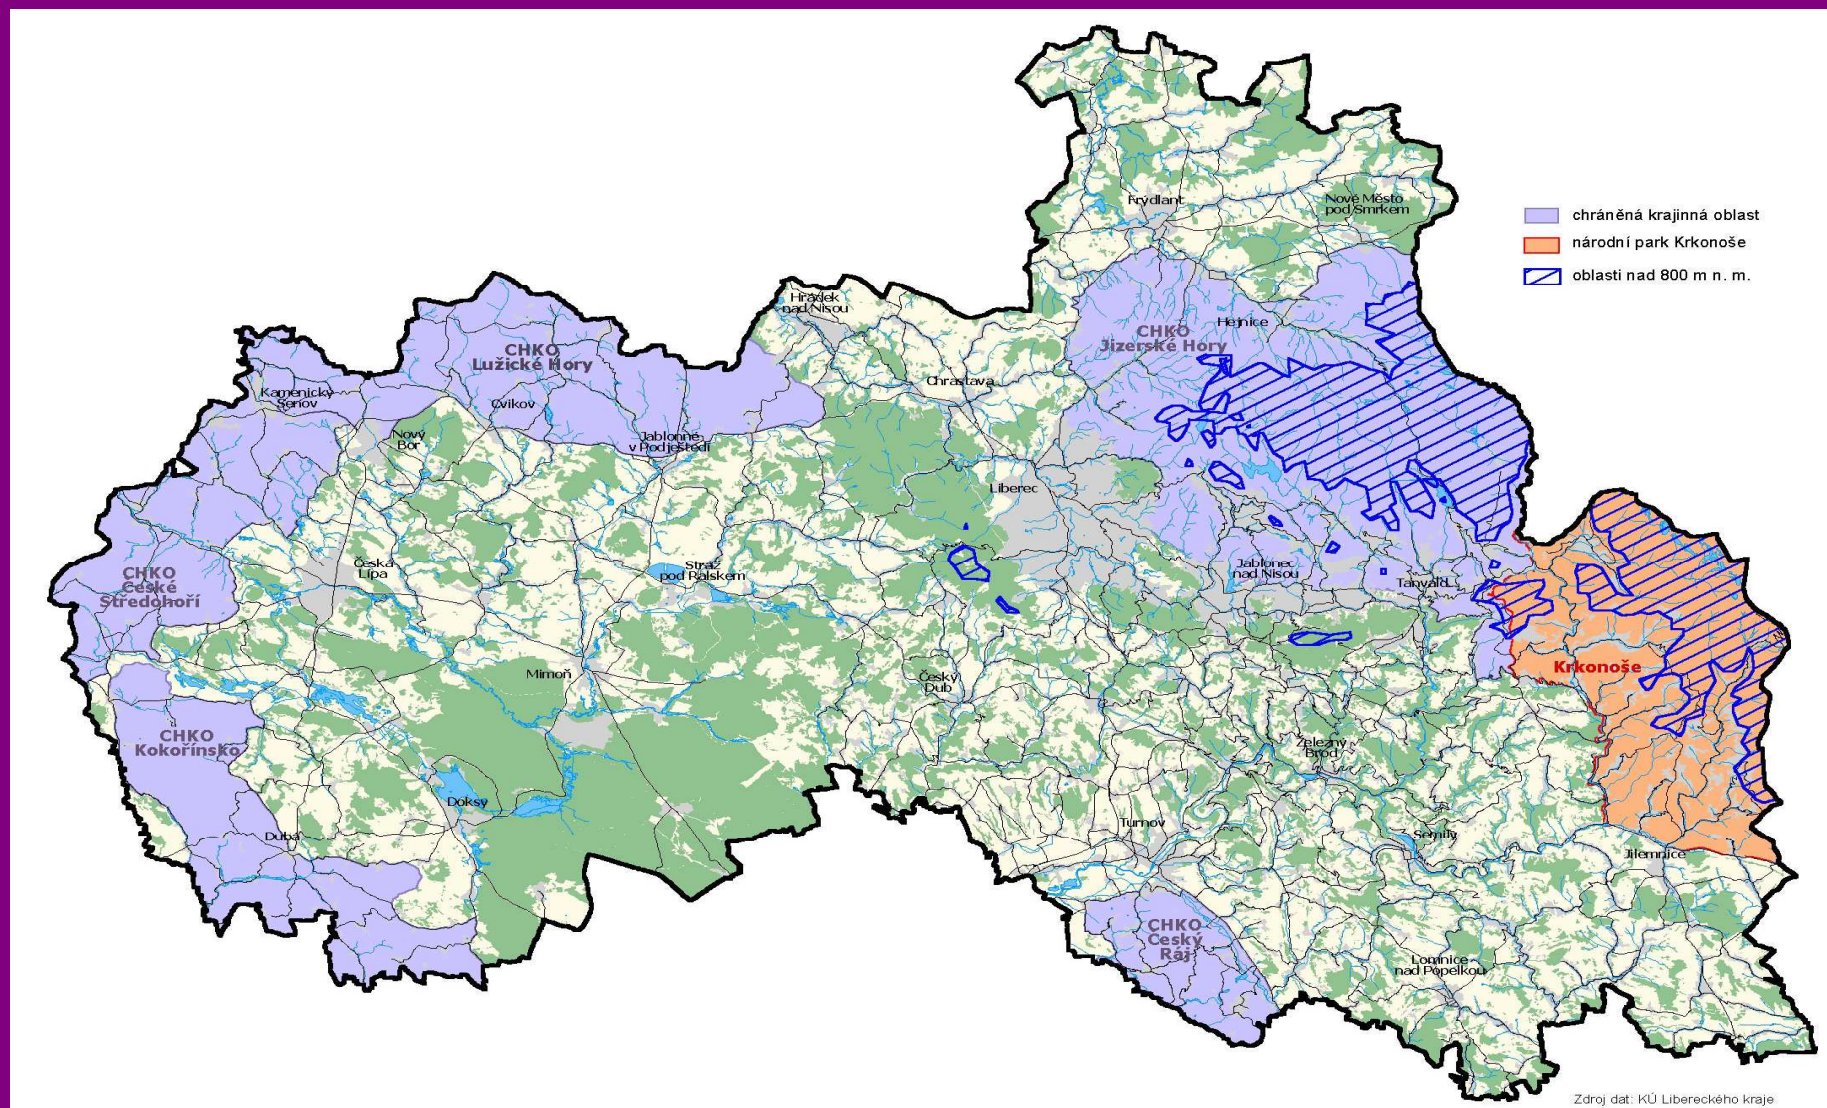 Frýdlant
Nové Město
pod Smrkem
chráněná krajinná oblast
národní park Krkonoše
oblasti nad 800 m n. m.
Hrádek
nad Nisou
CHKO
Jizerské Hory
Hejnice
CHKO
Lužické Hory
Kamenický
Šenov
Cvikov
Chrastava
Nový
Bor
Jablonné
v Podještědí
Liberec
CHKO
České
Středohoří
Česká
Lípa
Stráž
pod Ralskem
Jablonec
nad Nisou
Tanvald
Mimoň
Český
Dub
Krkonoše
CHKO
Kokořínsko
Železný
Brod
Doksy
Dubá
Turnov
Semily
Jilemnice
CHKO
Český
Ráj
Lomnice
nad Popelkou
Zdroj dat: KÚ Libereckého kraje